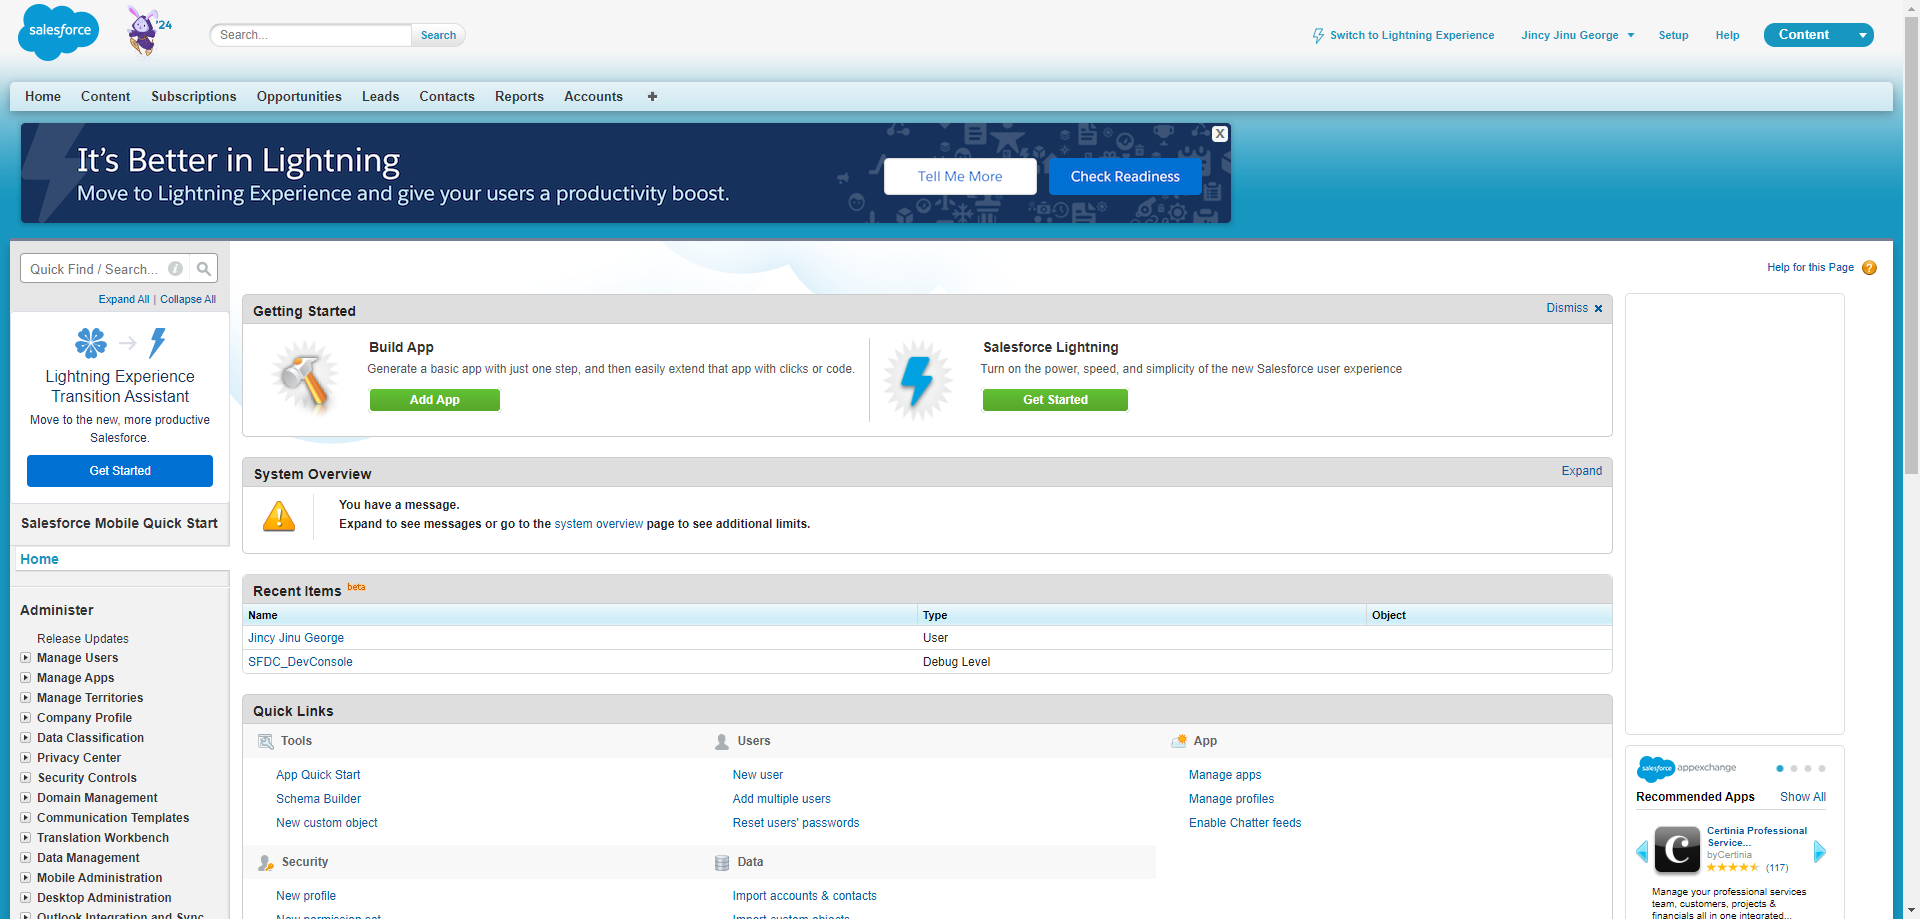 salesforce
'24
Search...
Search
Switch to Lightning Experience
Jincy Jinu George
Setup
Help
Content
Home
Content
Subscriptions
Opportunities
Leads
Contacts
Reports
Accounts
+
It's Better in Lightning
Move to Lightning Experience and give your users a productivity boost.
Tell Me More
Check Readiness
X
Quick Find / Search...
Expand All | Collapse All
Lightning Experience
Transition Assistant
Move to the new, more productive
Salesforce.
Get Started
Salesforce Mobile Quick Start
Home
Administer
Release Updates
Manage Users
Manage Apps
Manage Territories
Company Profile
Data Classification
Privacy Center
Security Controls
Domain Management
Communication Templates
Translation Workbench
Data Management
Mobile Administration
Desktop Administration
Outlook Integration and Sync
Help for this Page ?
Getting Started
Dismiss x
Build App
Generate a basic app with just one step, and then easily extend that app with clicks or code.
Add App
Salesforce Lightning
Turn on the power, speed, and simplicity of the new Salesforce user experience
Get Started
System Overview
Expand
You have a message.
Expand to see messages or go to the system overview page to see additional limits.
Recent Items beta
Name Type Object
Jincy Jinu George User
SFDC_DevConsole Debug Level
Quick Links
Tools
App Quick Start
Schema Builder
New custom object
Users
New user
Add multiple users
Reset users' passwords
App
Manage apps
Manage profiles
Enable Chatter feeds
Security
New profile
New permission set
Data
Import accounts & contacts
Import custom objects
salesforce appexchange
Recommended Apps
Show All
C
Certinia Professional
Service...
byCertinia
(117)
Manage your professional services
team, customers, projects &
financials all in one integrated...